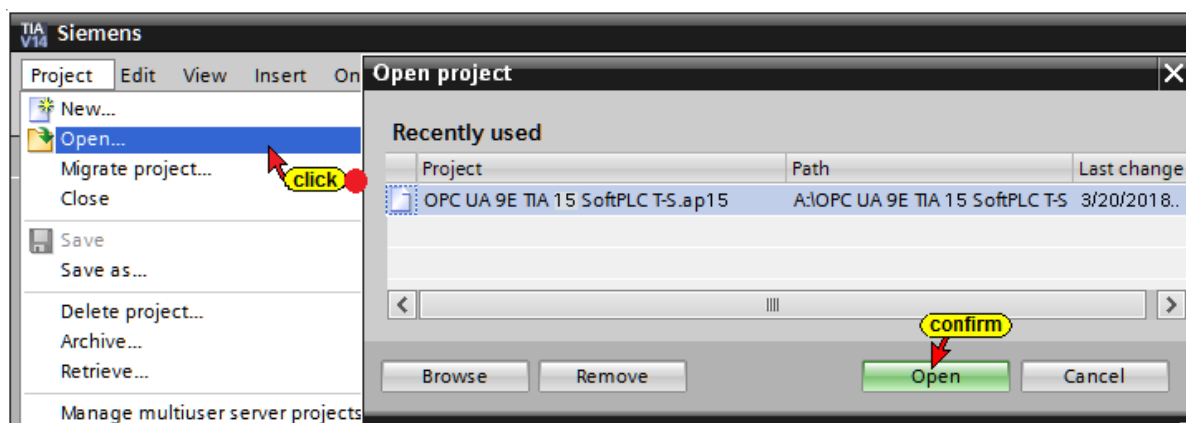 TIA V14 Siemens
Project Edit View Insert On
New...
Open...
click
Migrate project...
Close
Save
Save as...
Delete project...
Archive...
Retrieve...
Manage multiuser server projects
Open project
Recently used
Project Path Last change
OPC UA 9E TIA 15 SoftPLC T-S.ap15 A:\OPC UA 9E TIA 15 SoftPLC T-S 3/20/2018..
confirm
Browse Remove Open Cancel